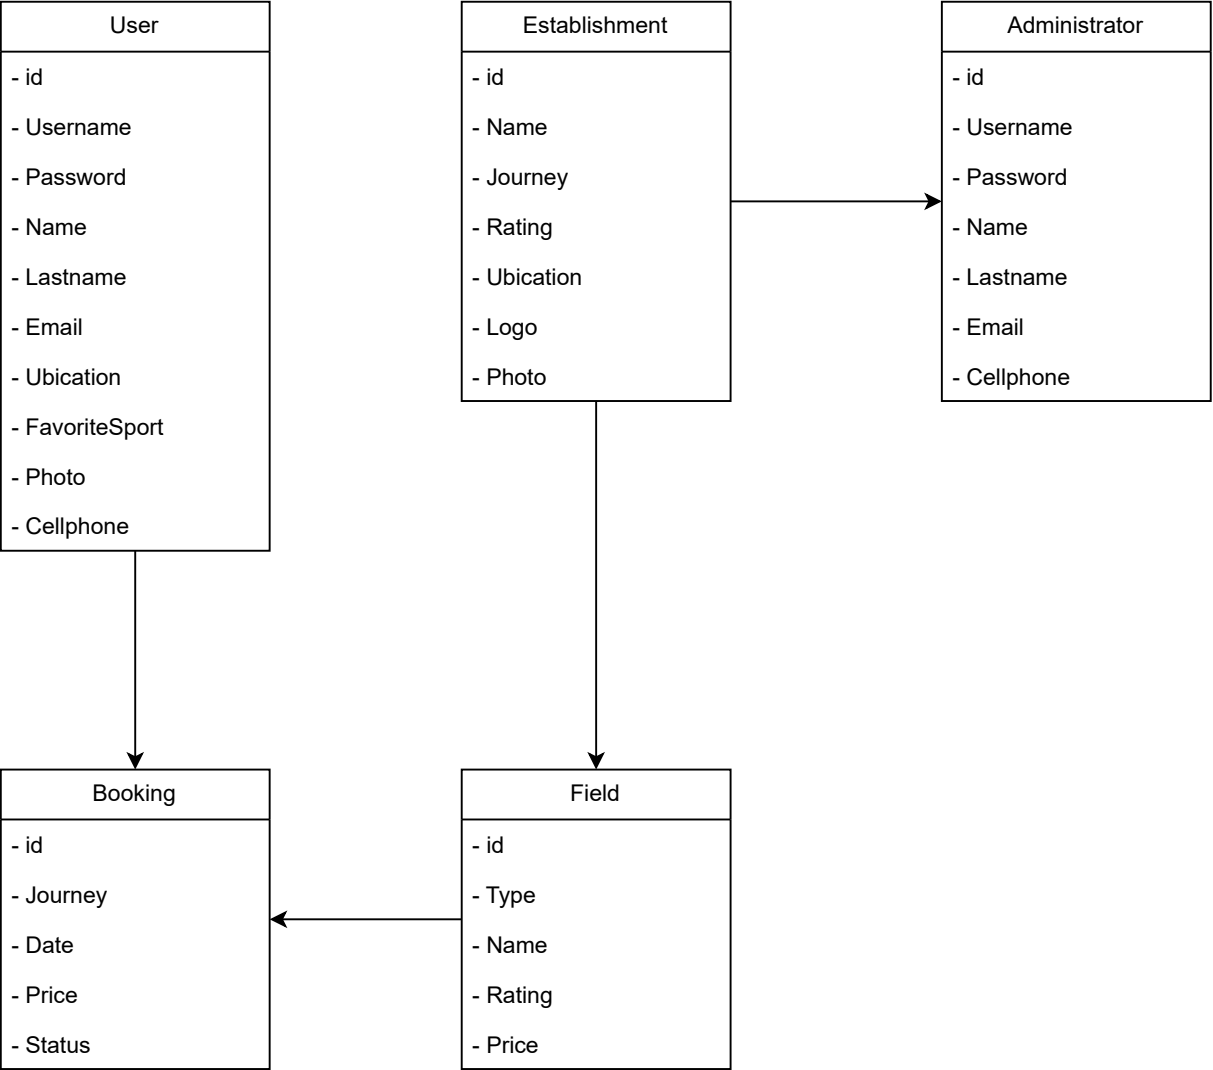 User
- id
- Username
- Password
- Name
- Lastname
- Email
- Ubication
- FavoriteSport
- Photo
- Cellphone
Establishment
- id
- Name
- Journey
- Rating
- Ubication
- Logo
- Photo
Administrator
- id
- Username
- Password
- Name
- Lastname
- Email
- Cellphone
Booking
- id
- Journey
- Date
- Price
- Status
Field
- id
- Type
- Name
- Rating
- Price